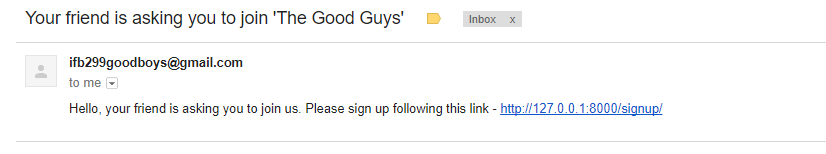 Your friend is asking you to join 'The Good Guys' Inbox x
ifb299goodboys@gmail.com
to me
Hello, your friend is asking you to join us. Please sign up following this link - http://127.0.0.1:8000/signup/